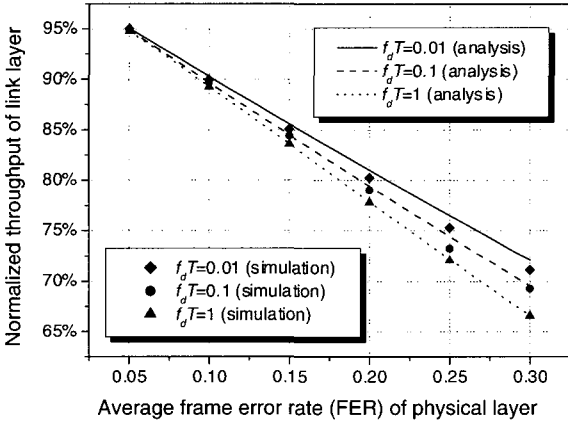 Normalized throughput of link layer
95%
90%
85%
80%
75%
70%
65%
f_dT=0.01 (analysis)
f_dT=0.1 (analysis)
f_dT=1 (analysis)
f_dT=0.01 (simulation)
f_dT=0.1 (simulation)
f_dT=1 (simulation)
0.05 0.10 0.15 0.20 0.25 0.30
Average frame error rate (FER) of physical layer